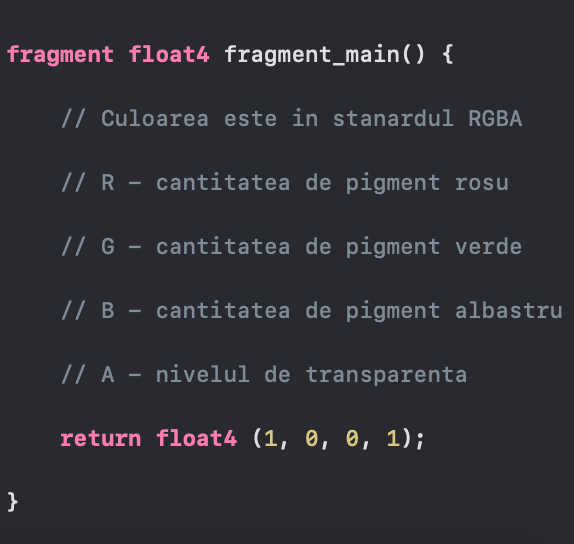 fragment float4 fragment_main() {
// Culoarea este in stanardul RGBA
// R – cantitatea de pigment rosu
// G – cantitatea de pigment verde
// B – cantitatea de pigment albastru
// A – nivelul de transparenta
return float4 (1, 0, 0, 1);
}